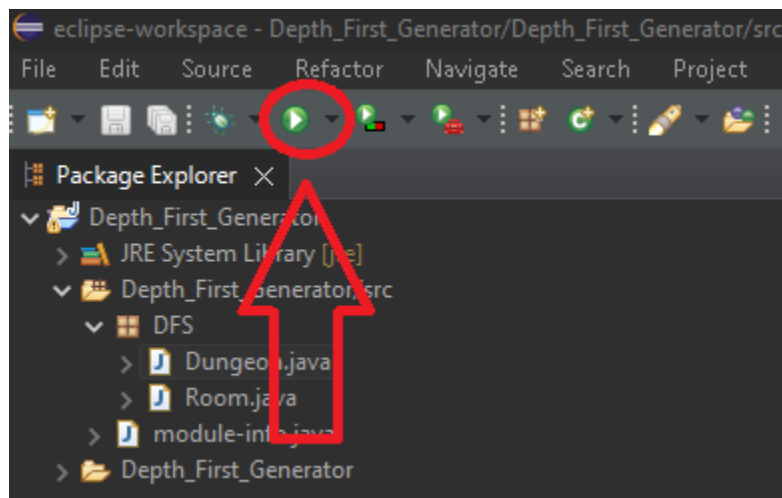 eclipse-workspace - Depth_First_Generator/Depth_First_Generator/src
File Edit Source Refactor Navigate Search Project
Package Explorer
Depth_First_Generator
JRE System Library [jre]
Depth_First_Generator/src
DFS
Dungeon.java
Room.java
module-info.java
Depth_First_Generator